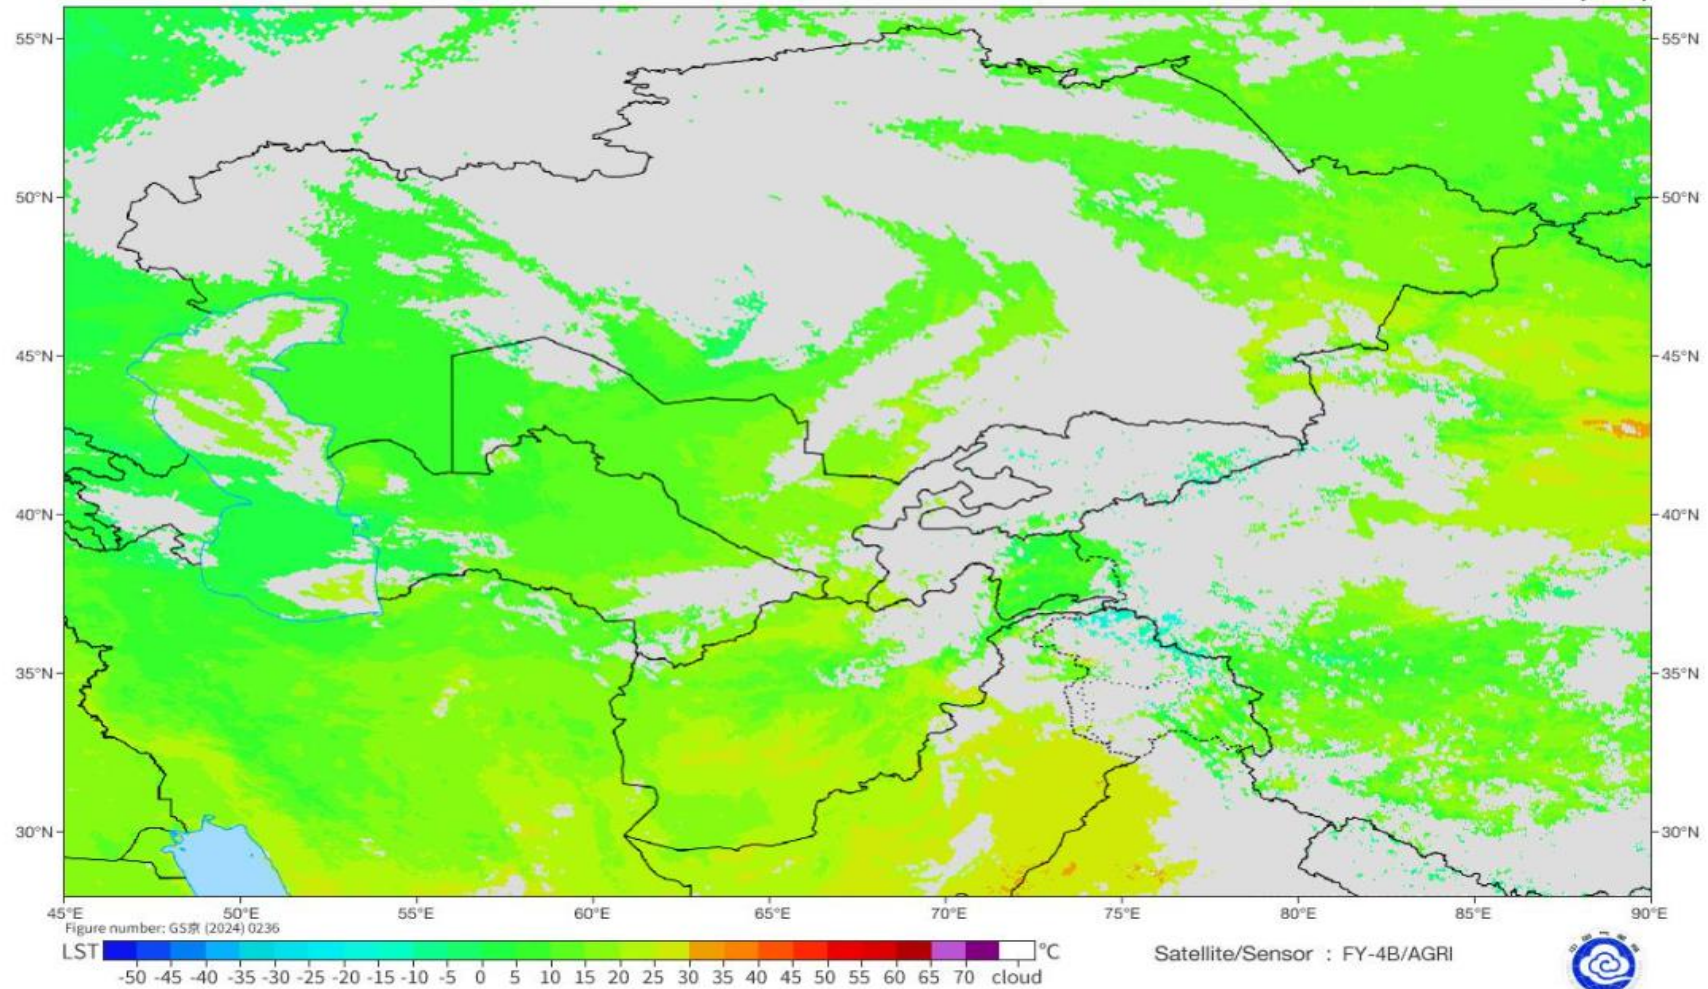 55°N 55°N
50°N 50°N
45°N 45°N
40°N 40°N
35°N 35°N
30°N 30°N
45°E 50°E 55°E 60°E 65°E 70°E 75°E 80°E 85°E 90°E
Figure number: GS京 (2024) 0236
LST °C
-50 -45 -40 -35 -30 -25 -20 -15 -10 -5 0 5 10 15 20 25 30 35 40 45 50 55 60 65 70 cloud
Satellite/Sensor : FY-4B/AGRI